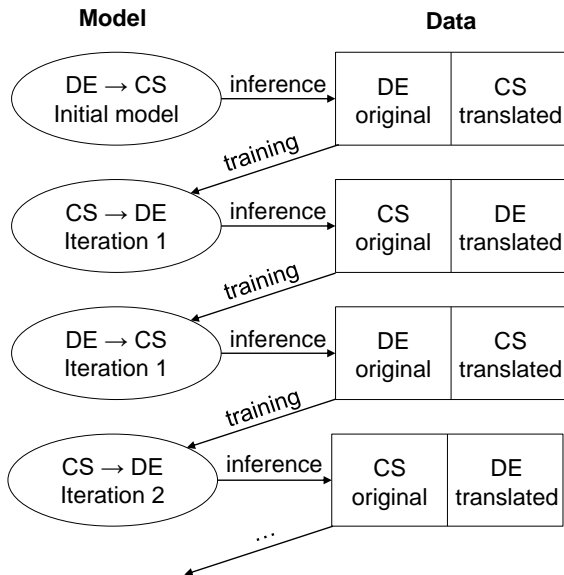 Model Data
DE → CS
Initial model
inference
DE
original
CS
translated
training
CS → DE
Iteration 1
inference
CS
original
DE
translated
training
DE → CS
Iteration 1
inference
DE
original
CS
translated
training
CS → DE
Iteration 2
inference
CS
original
DE
translated
...